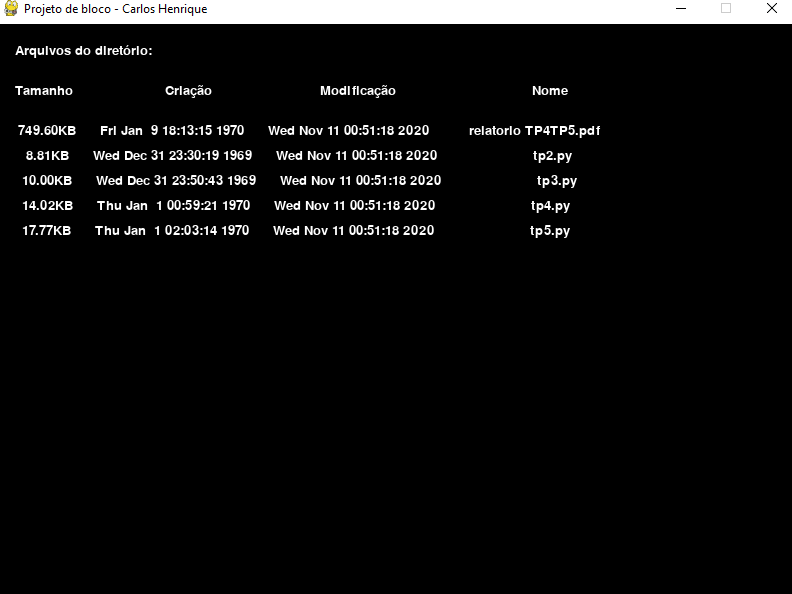 Projeto de bloco - Carlos Henrique
Arquivos do diretório:
Tamanho Criação Modificação Nome
749.60KB Fri Jan 9 18:13:15 1970 Wed Nov 11 00:51:18 2020 relatorio TP4TP5.pdf
8.81KB Wed Dec 31 23:30:19 1969 Wed Nov 11 00:51:18 2020 tp2.py
10.00KB Wed Dec 31 23:50:43 1969 Wed Nov 11 00:51:18 2020 tp3.py
14.02KB Thu Jan 1 00:59:21 1970 Wed Nov 11 00:51:18 2020 tp4.py
17.77KB Thu Jan 1 02:03:14 1970 Wed Nov 11 00:51:18 2020 tp5.py